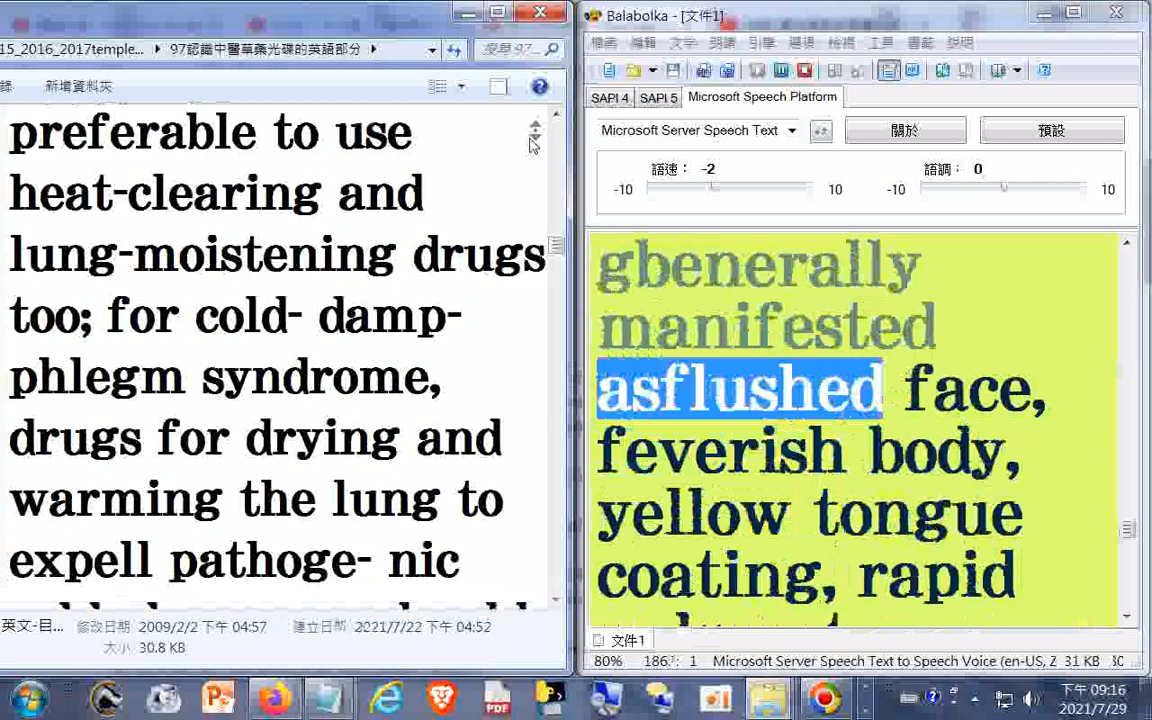 15_2016_2017temple...
97認識中醫草藥光碟的英語部分
搜尋 97...
錄
新增資料夾
preferable to use
heat-clearing and
lung-moistening drugs
too; for cold- damp-
phlegm syndrome,
drugs for drying and
warming the lung to
expell pathoge- nic
英文-目...
修改日期 2009/2/2 下午 04:57
建立日期 2021/7/22 下午 04:52
大小 30.8 KB
Balabolka - [文件1]
檔案 編輯 文字 朗讀 引擎 選項 檢視 工具 書籤 說明
SAPI 4 SAPI 5 Microsoft Speech Platform
Microsoft Server Speech Text
關於
預設
語速： -2
語調： 0
-10 10 -10 10
gbenerally
manifested
asflushed face,
feverish body,
yellow tongue
coating, rapid
文件1
80% 186.: 1 Microsoft Server Speech Text to Speech Voice (en-US, Z 31 KB
PDF
下午 09:16
2021/7/29